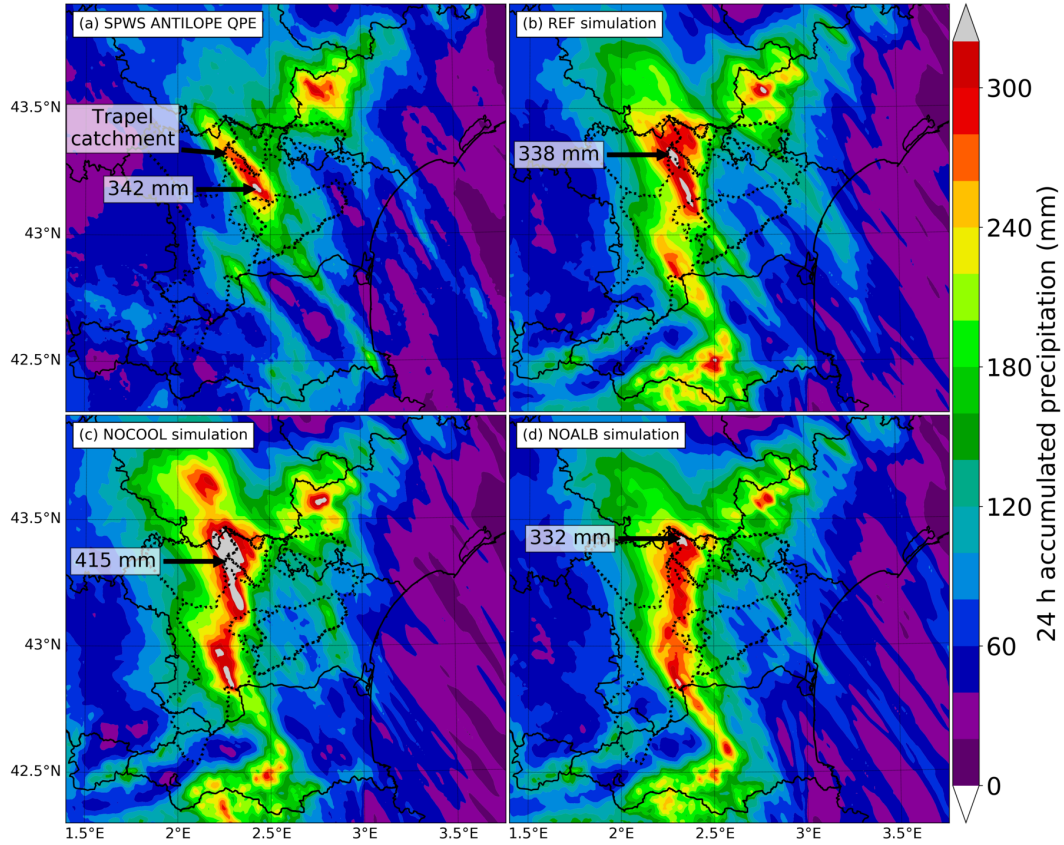 (a) SPWS ANTILOPE QPE
(b) REF simulation
43.5°N
Trapel
catchment
342 mm
338 mm
43°N
42.5°N
(c) NOCOOL simulation
(d) NOALB simulation
43.5°N
415 mm
332 mm
43°N
42.5°N
1.5°E
2°E
2.5°E
3°E
3.5°E
1.5°E
2°E
2.5°E
3°E
3.5°E
300
240
180
120
60
0
24 h accumulated precipitation (mm)